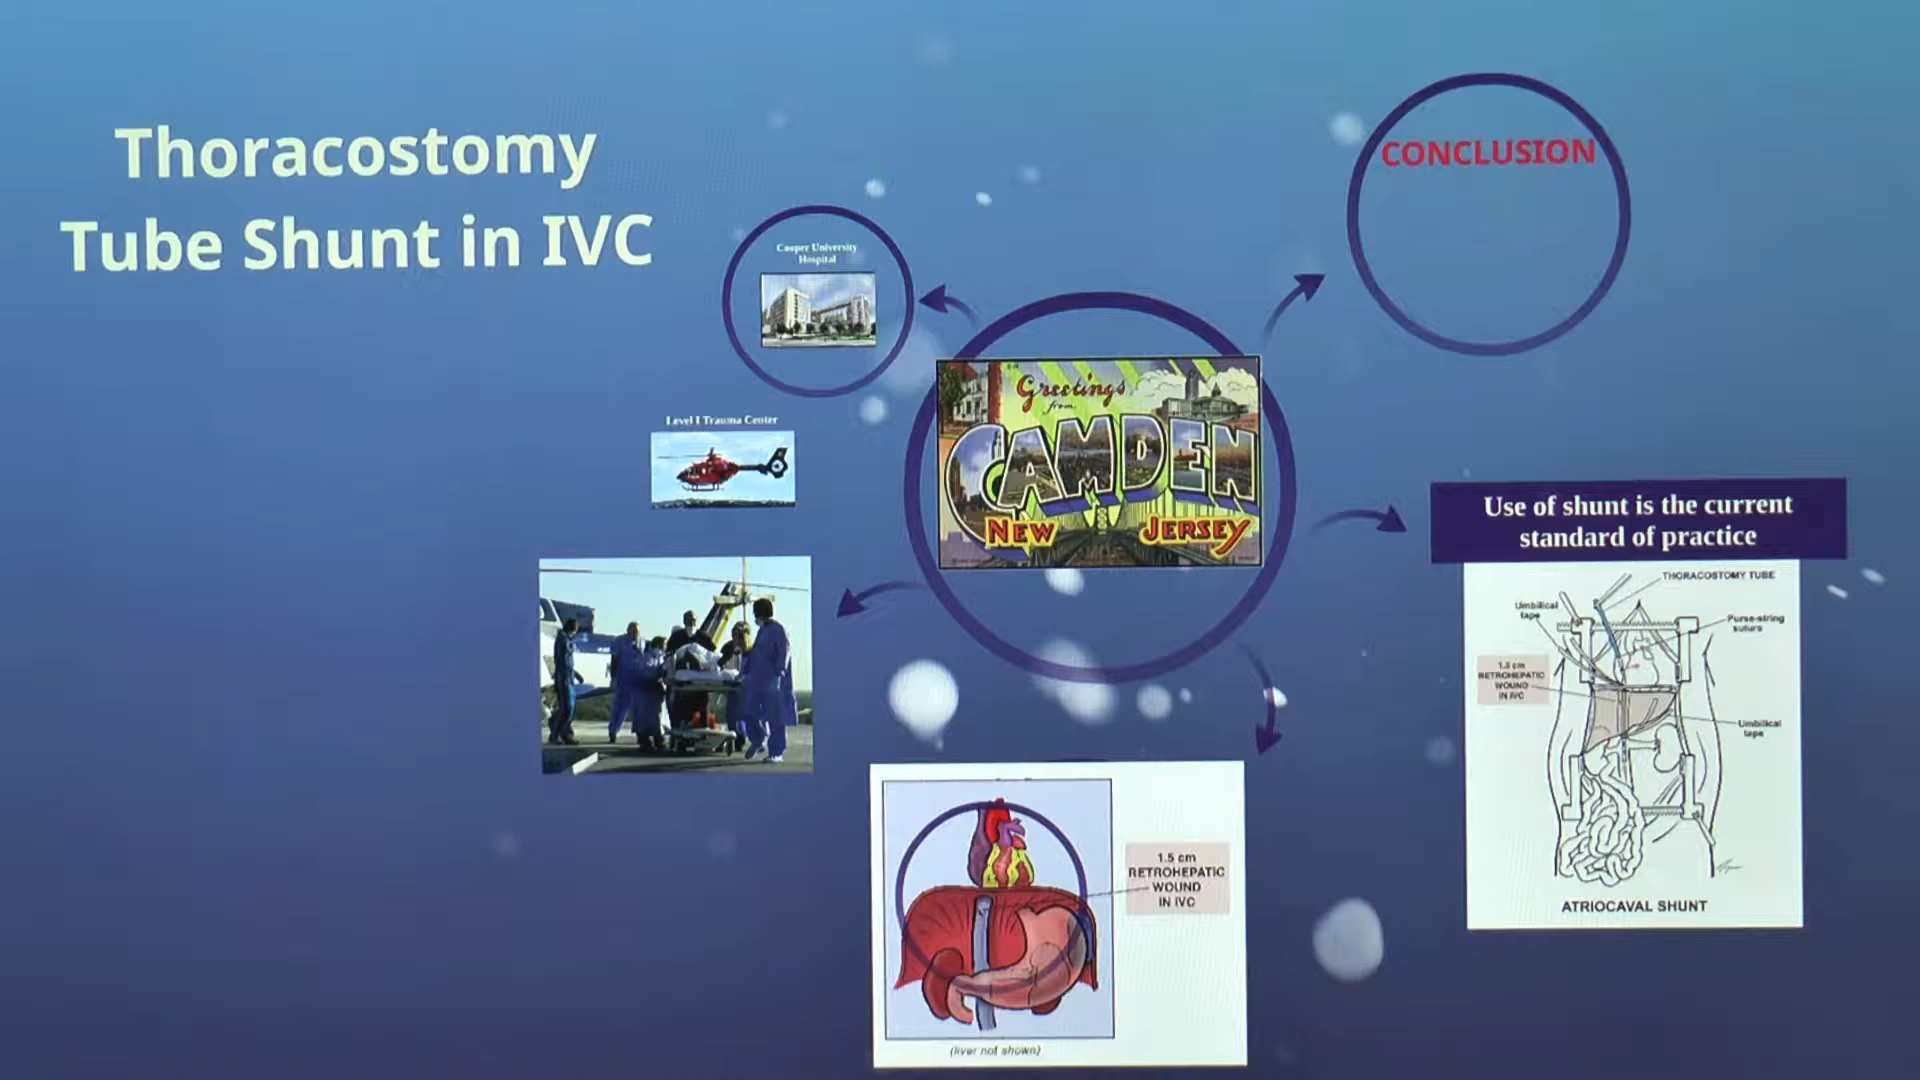 Thoracostomy
Tube Shunt in IVC
Cooper University
Hospital
CONCLUSION
Greetings
from
CAMDEN
NEW JERSEY
Level I Trauma Center
Use of shunt is the current
standard of practice
THORACOSTOMY TUBE
Umbilical
tape
Purse-string
suture
1.5 cm
RETROHEPATIC
WOUND
IN IVC
Umbilical
tape
ATRIOCAVAL SHUNT
1.5 cm
RETROHEPATIC
WOUND
IN IVC
(liver not shown)